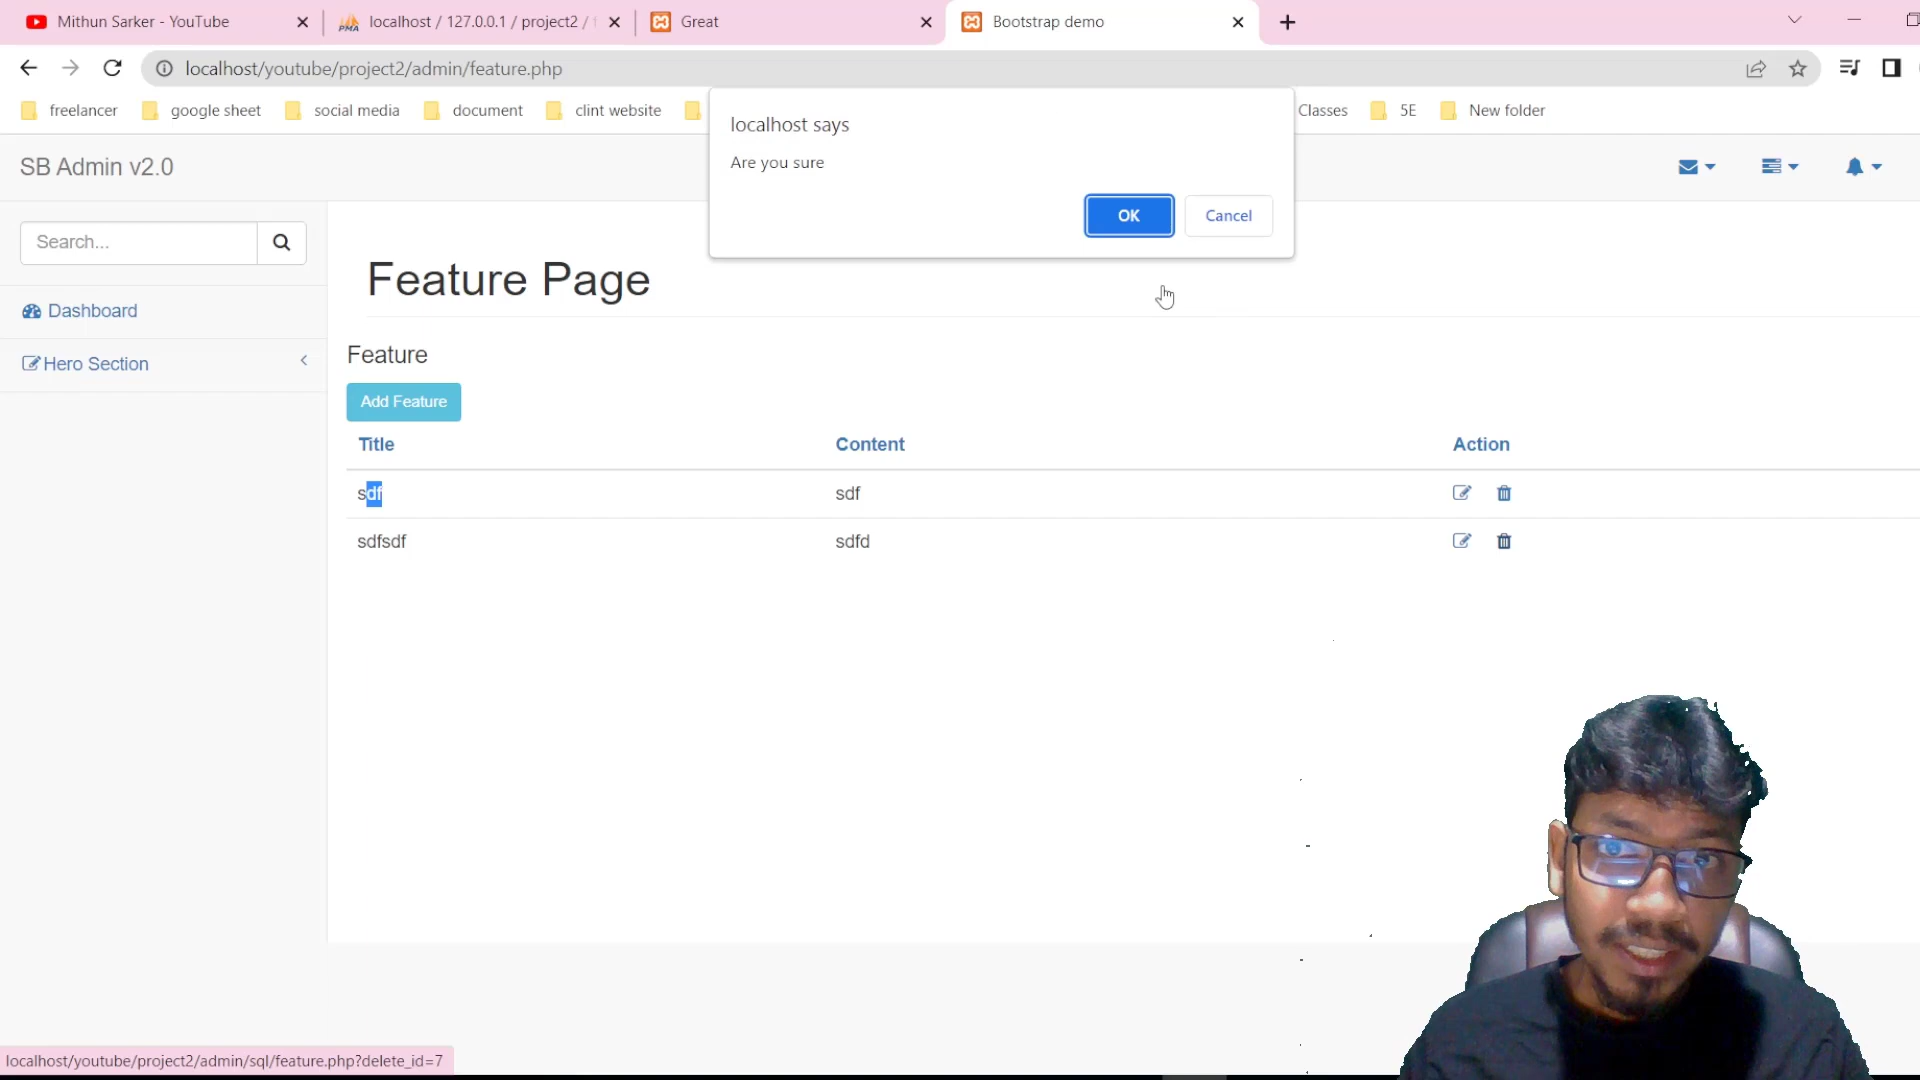 Mithun Sarker - YouTube
localhost / 127.0.0.1 / project2 /
Great
Bootstrap demo
localhost/youtube/project2/admin/feature.php
freelancer
google sheet
social media
document
clint website
Classes
5E
New folder
localhost says
Are you sure
OK
Cancel
SB Admin v2.0
Search...
Dashboard
Hero Section
Feature Page
Feature
Add Feature
Title Content Action
sdf sdf
sdfsdf sdfd
localhost/youtube/project2/admin/sql/feature.php?delete_id=7
PMA